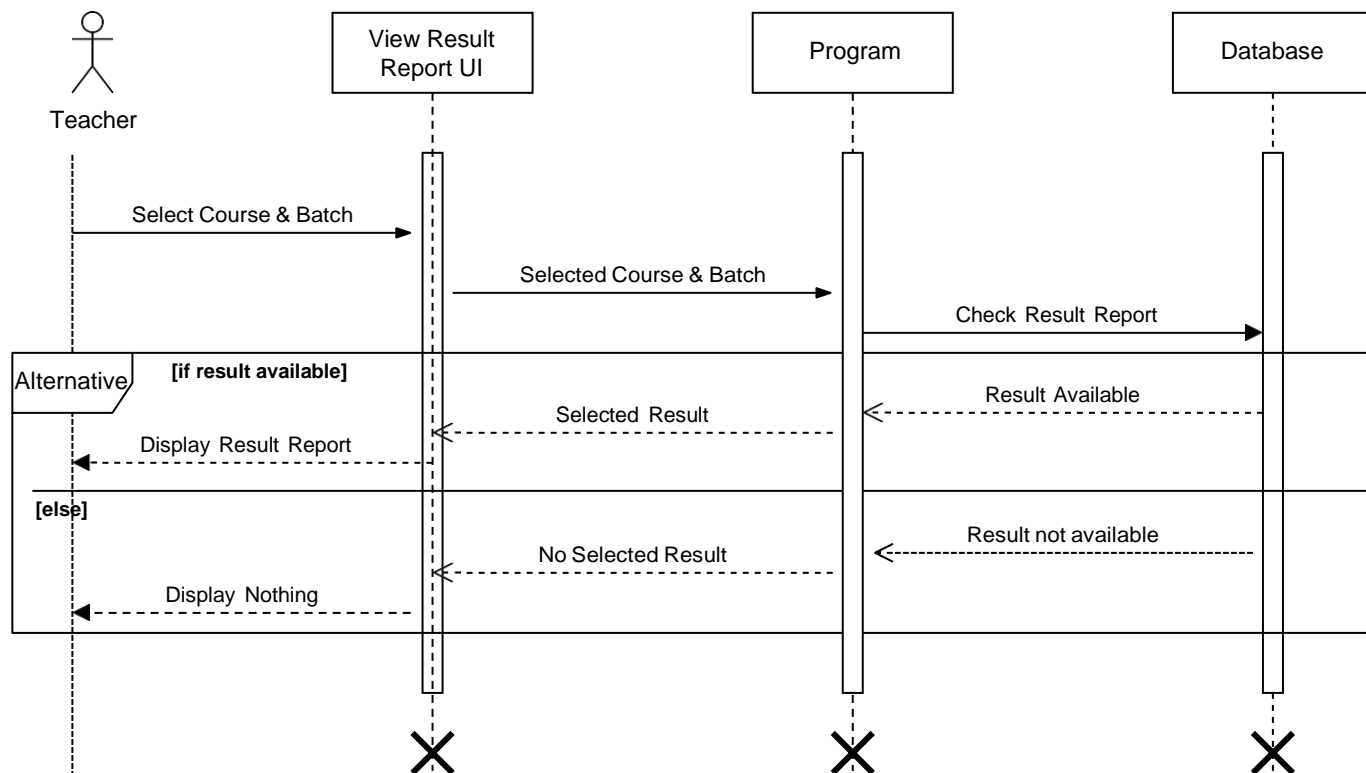 View Result
Report UI
Program
Database
Teacher
Select Course & Batch
Selected Course & Batch
Check Result Report
Alternative
[if result available]
Result Available
Selected Result
Display Result Report
[else]
Result not available
No Selected Result
Display Nothing